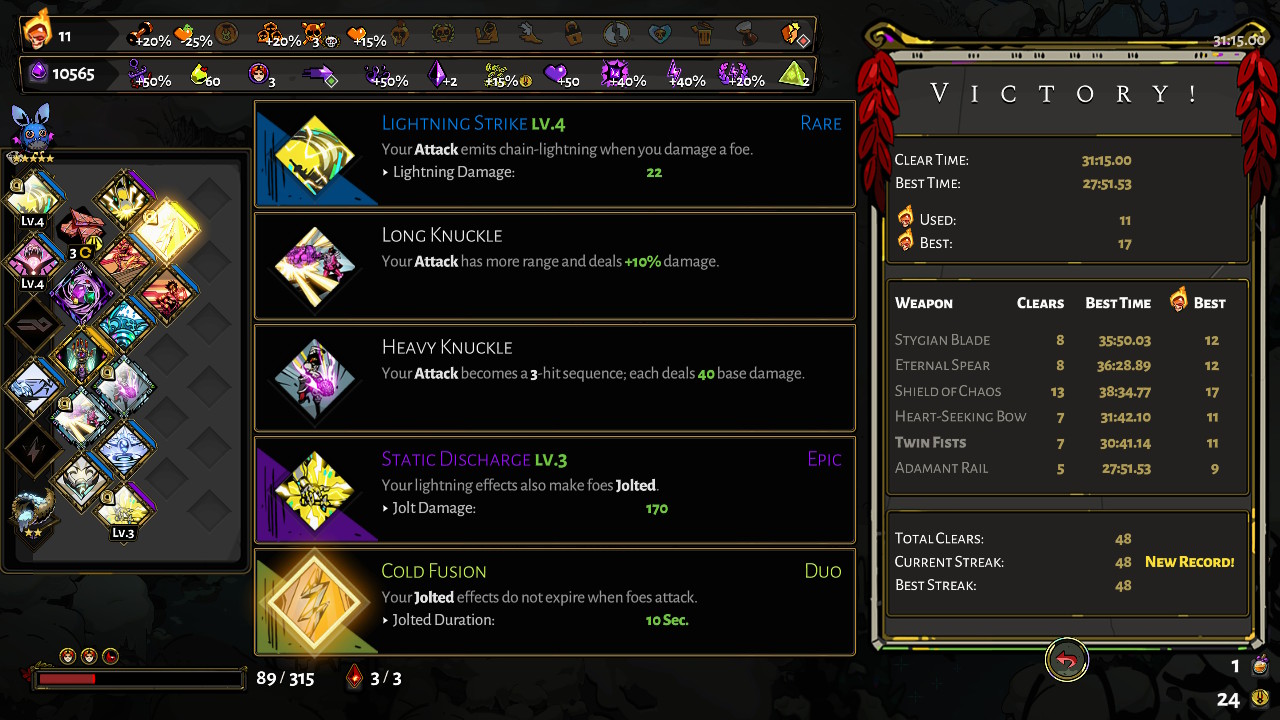 11
+20%
25%
+20%
3
+15%
10565
+50%
60
3
+50%
+2
+15%
+50
+40%
+40%
+20%
2
Lv.4
3
Lv.4
Lv.3
LIGHTNING STRIKE LV.4
RARE
Your Attack emits chain-lightning when you damage a foe.
Lightning Damage: 22
LONG KNUCKLE
Your Attack has more range and deals +10% damage.
HEAVY KNUCKLE
Your Attack becomes a 3-hit sequence; each deals 40 base damage.
STATIC DISCHARGE LV.3
EPIC
Your lightning effects also make foes Jolted.
Jolt Damage: 170
COLD FUSION
DUO
Your Jolted effects do not expire when foes attack.
Jolted Duration: 10 Sec.
89 / 315
3 / 3
31:15.00
VICTORY!
CLEAR TIME: 31:15.00
BEST TIME: 27:51.53
USED: 11
BEST: 17
WEAPON CLEARS BEST TIME BEST
STYGIAN BLADE 8 35:50.03 12
ETERNAL SPEAR 8 36:28.89 12
SHIELD OF CHAOS 13 38:34.77 17
HEART-SEEKING BOW 7 31:42.10 11
TWIN FISTS 7 30:41.14 11
ADAMANT RAIL 5 27:51.53 9
TOTAL CLEARS: 48
CURRENT STREAK: 48 NEW RECORD!
BEST STREAK: 48
1
24